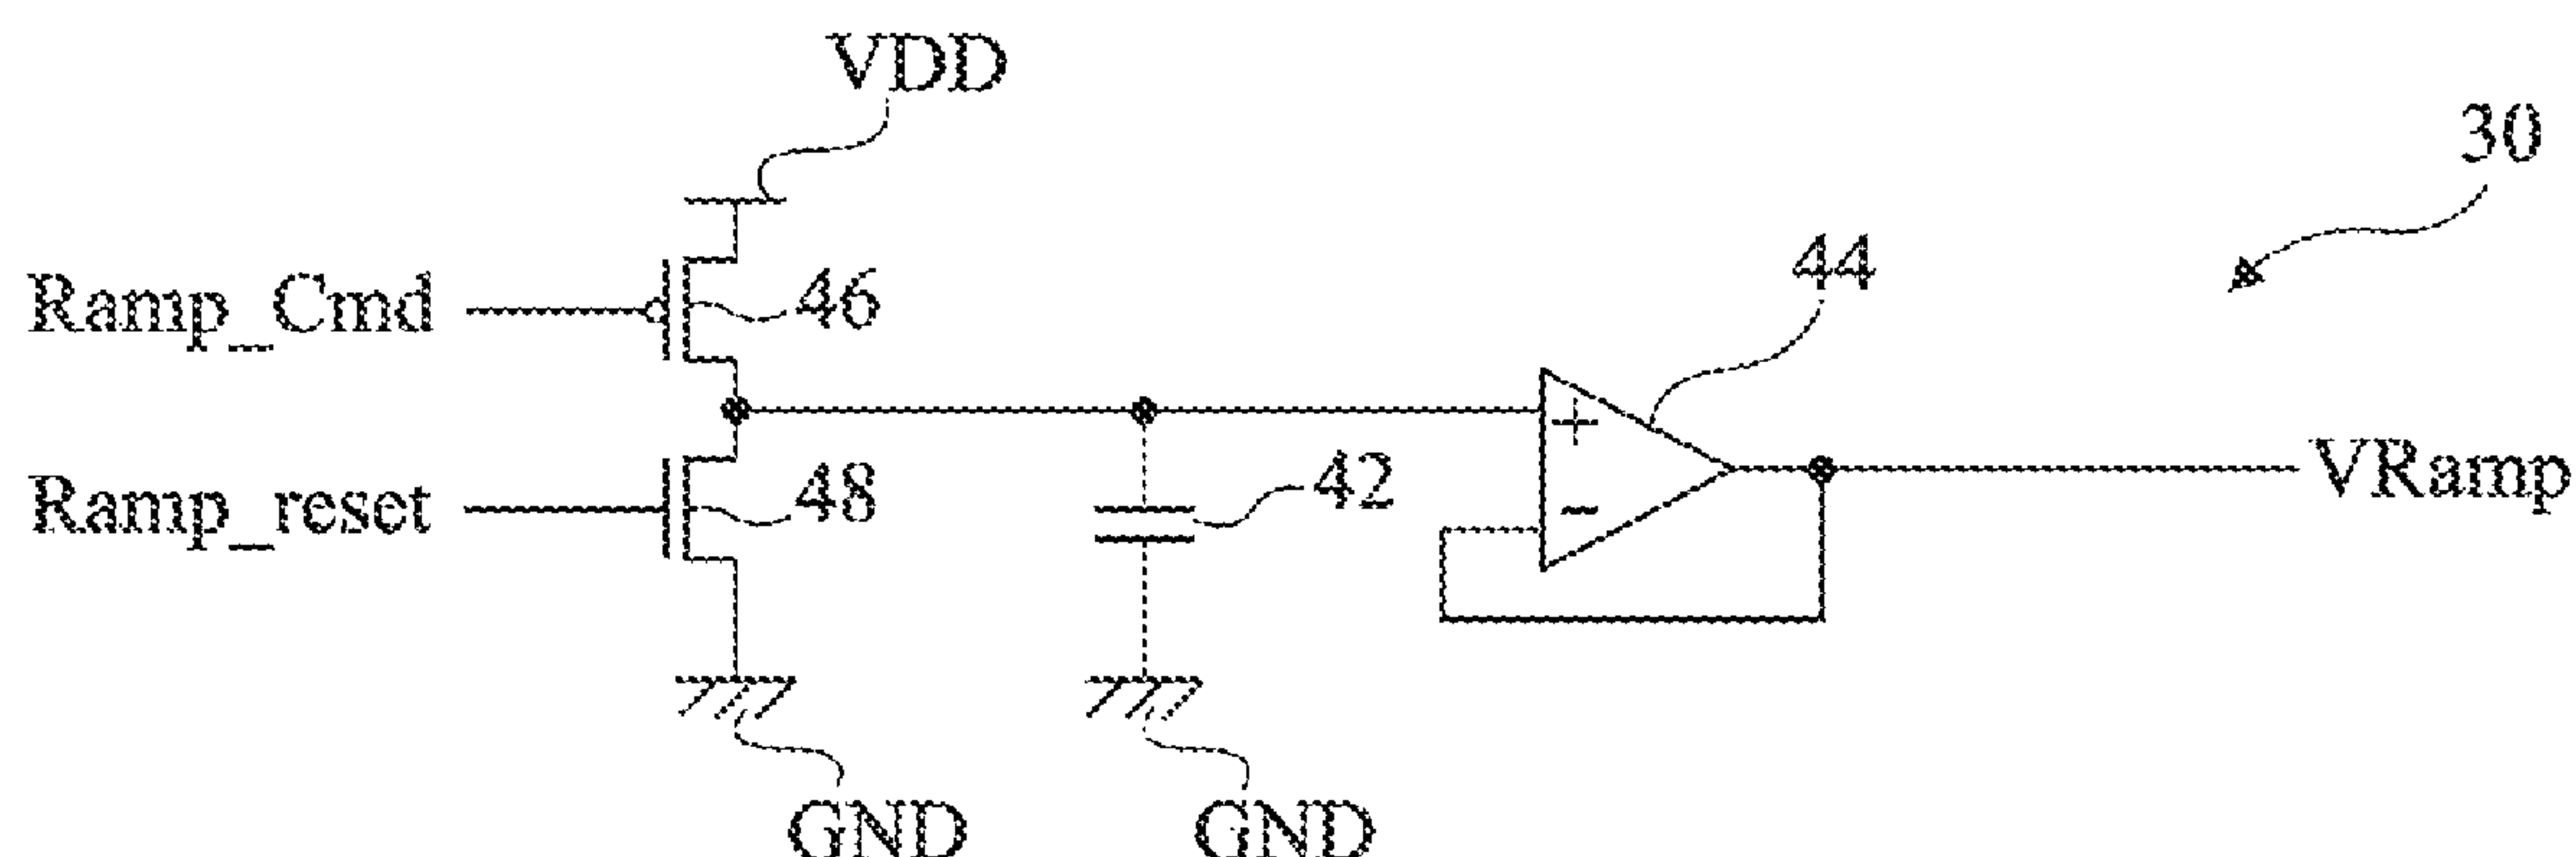 VDD
30
44
Ramp_Cmd
46
+
VRamp
Ramp_reset
48
42
-
GND
GND